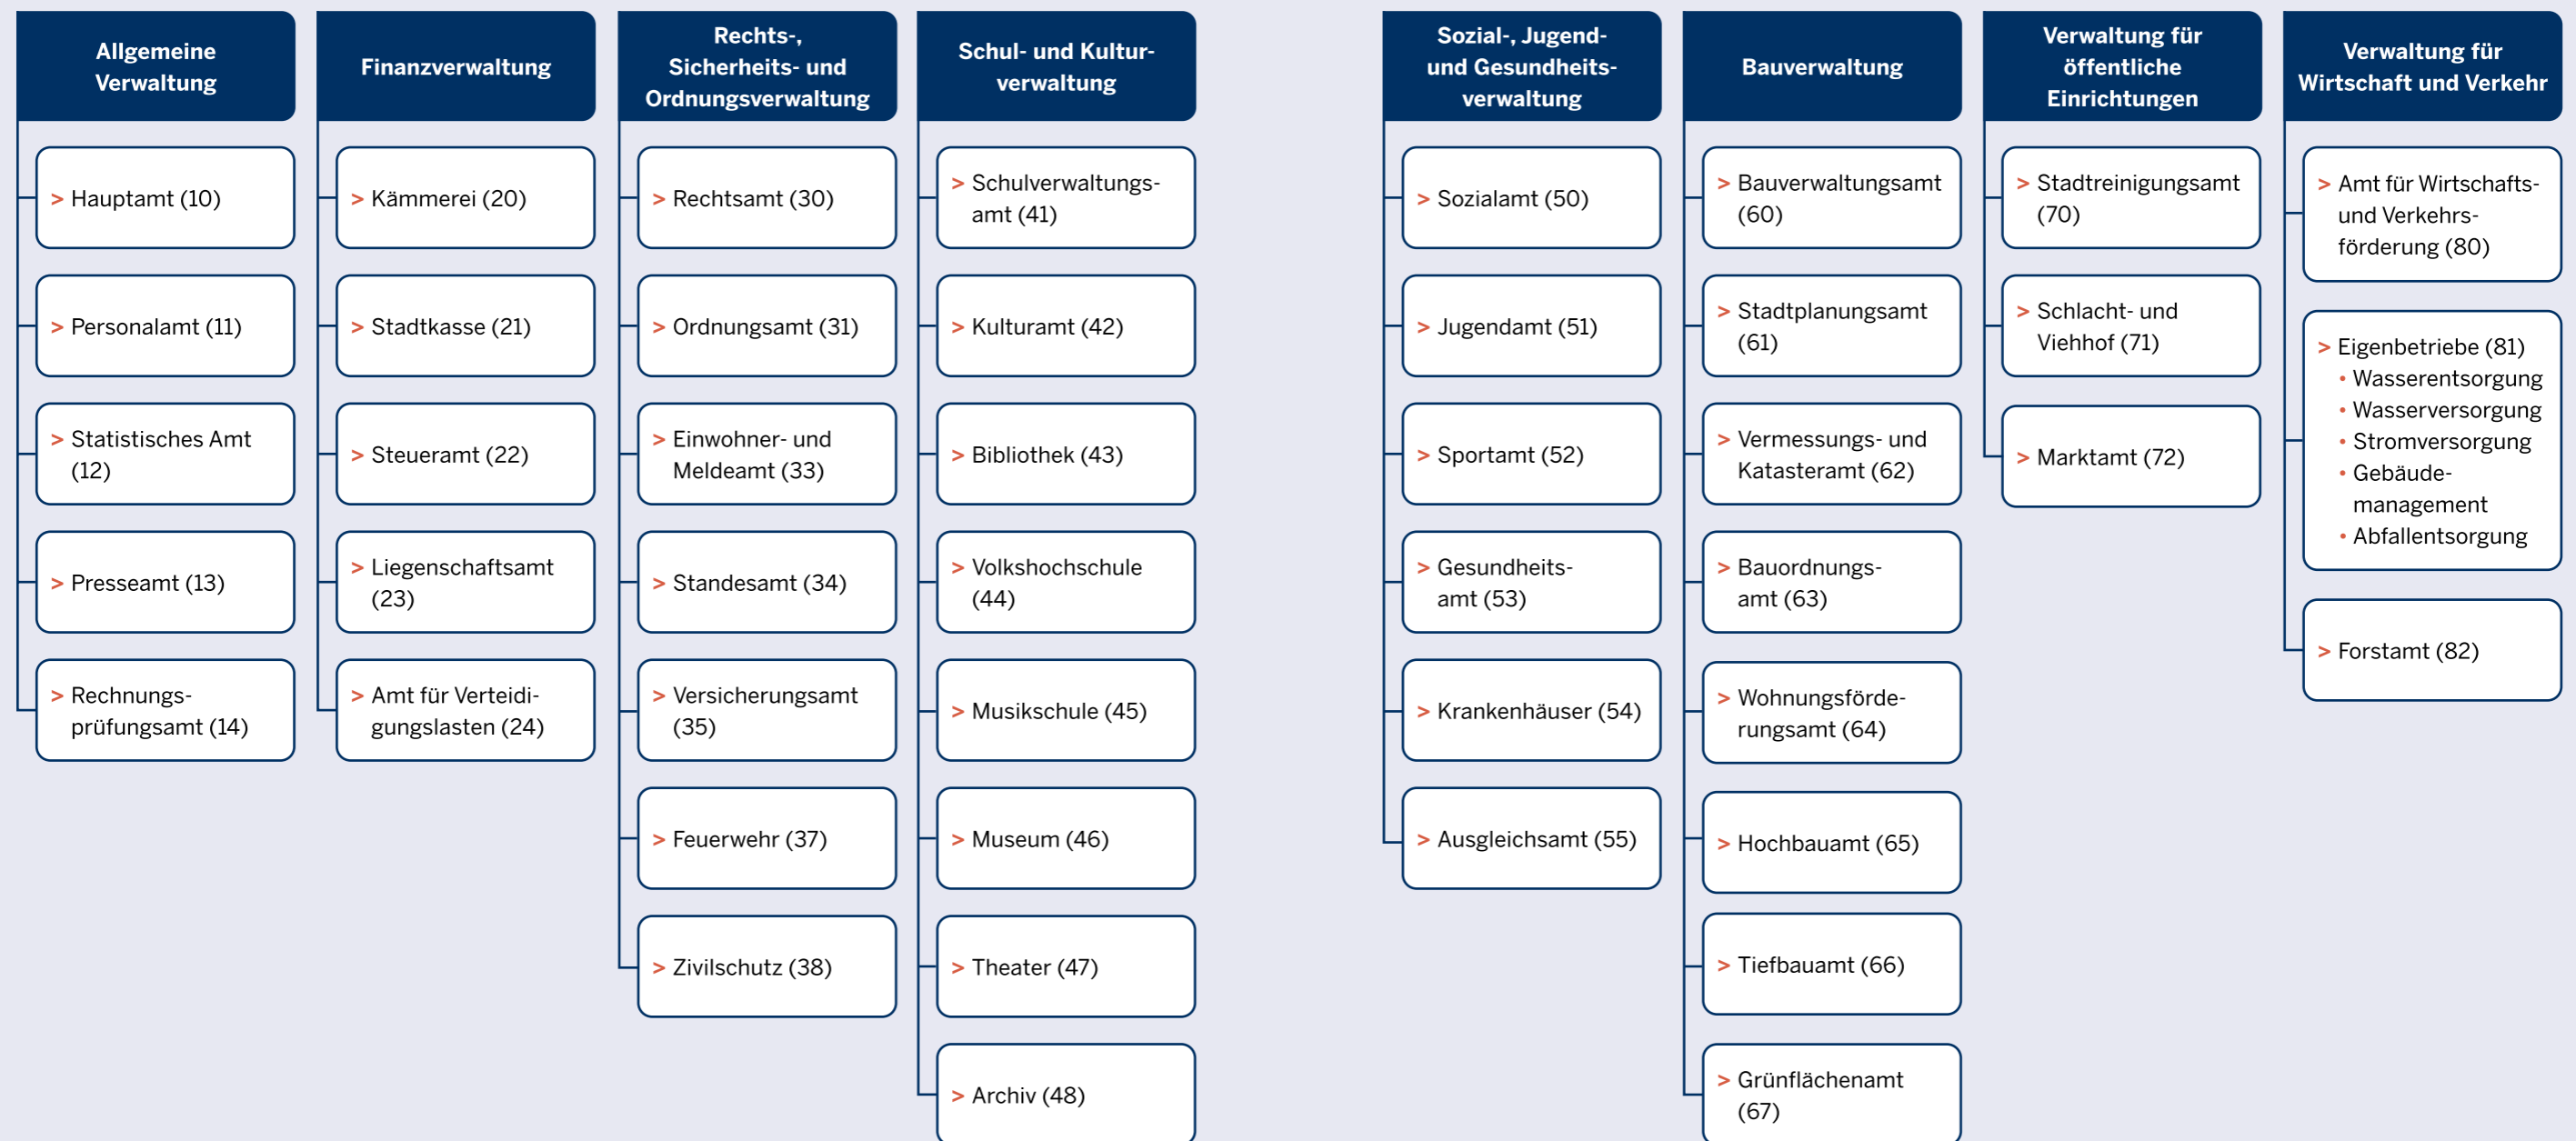 Allgemeine
Verwaltung
> Hauptamt (10)
> Personalamt (11)
> Statistisches Amt
(12)
> Presseamt (13)
> Rechnungs-
prüfungsamt (14)
Finanzverwaltung
> Kämmerei (20)
> Stadtkasse (21)
> Steueramt (22)
> Liegenschaftsamt
(23)
> Amt für Verteidi-
gungslasten (24)
Rechts-,
Sicherheits- und
Ordnungsverwaltung
> Rechtsamt (30)
> Ordnungsamt (31)
> Einwohner- und
Meldeamt (33)
> Standesamt (34)
> Versicherungsamt
(35)
> Feuerwehr (37)
> Zivilschutz (38)
Schul- und Kultur-
verwaltung
> Schulverwaltungs-
amt (41)
> Kulturamt (42)
> Bibliothek (43)
> Volkshochschule
(44)
> Musikschule (45)
> Museum (46)
> Theater (47)
> Archiv (48)
Sozial-, Jugend-
und Gesundheits-
verwaltung
> Sozialamt (50)
> Jugendamt (51)
> Sportamt (52)
> Gesundheits-
amt (53)
> Krankenhäuser (54)
> Ausgleichsamt (55)
Bauverwaltung
> Bauverwaltungsamt
(60)
> Stadtplanungsamt
(61)
> Vermessungs- und
Katasteramt (62)
> Bauordnungs-
amt (63)
> Wohnungsförde-
rungsamt (64)
> Hochbauamt (65)
> Tiefbauamt (66)
> Grünflächenamt
(67)
Verwaltung für
öffentliche
Einrichtungen
> Stadtreinigungsamt
(70)
> Schlacht- und
Viehhof (71)
> Marktamt (72)
Verwaltung für
Wirtschaft und Verkehr
> Amt für Wirtschafts-
und Verkehrs-
förderung (80)
> Eigenbetriebe (81)
• Wasserentsorgung
• Wasserversorgung
• Stromversorgung
• Gebäude-
management
• Abfallentsorgung
> Forstamt (82)